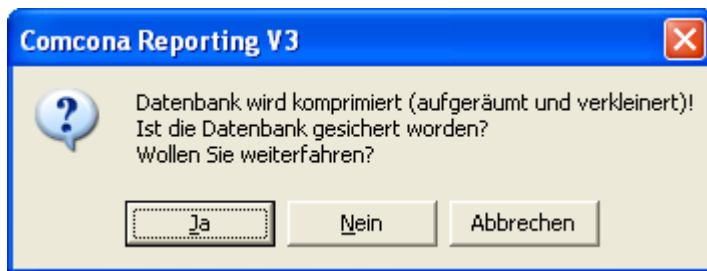 Comcona Reporting V3
Datenbank wird komprimiert (aufgeräumt und verkleinert)!
Ist die Datenbank gesichert worden?
Wollen Sie weiterfahren?
Ja
Nein
Abbrechen